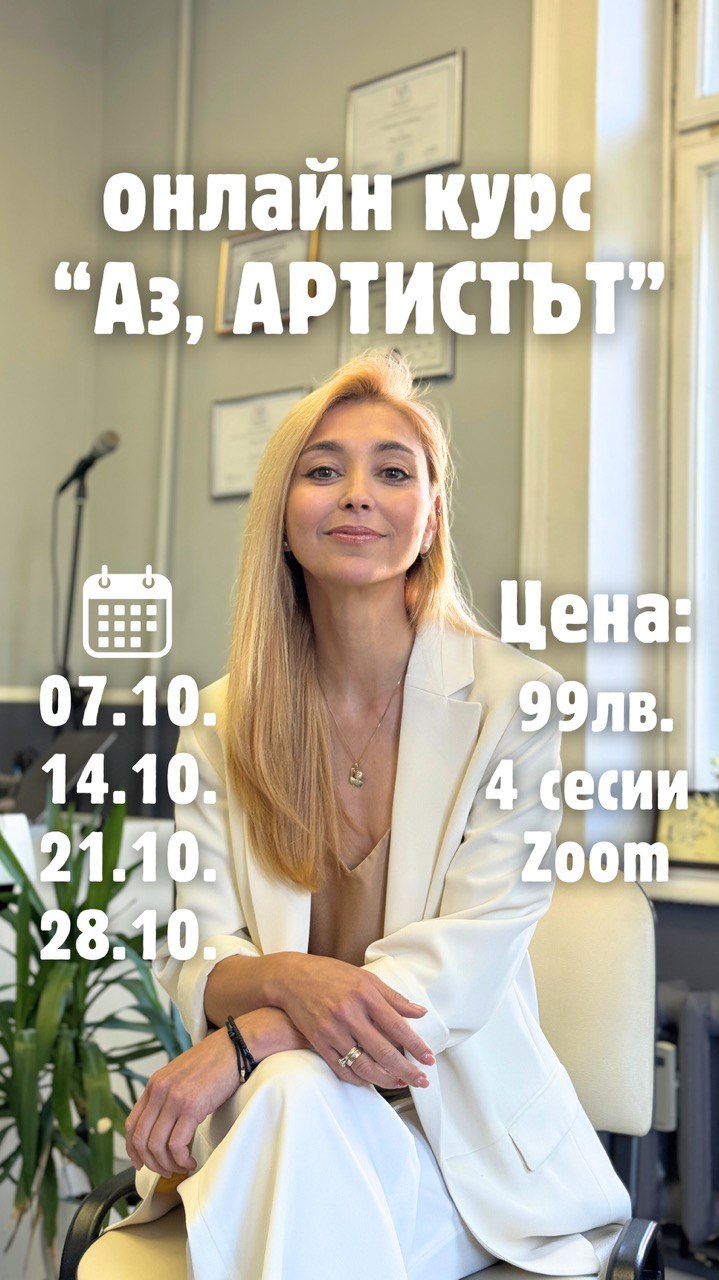 онлайн курс
“Аз, АРТИСТЪТ”
07.10.
14.10.
21.10.
28.10.
Цена:
99лв.
4 сесии
Zoom